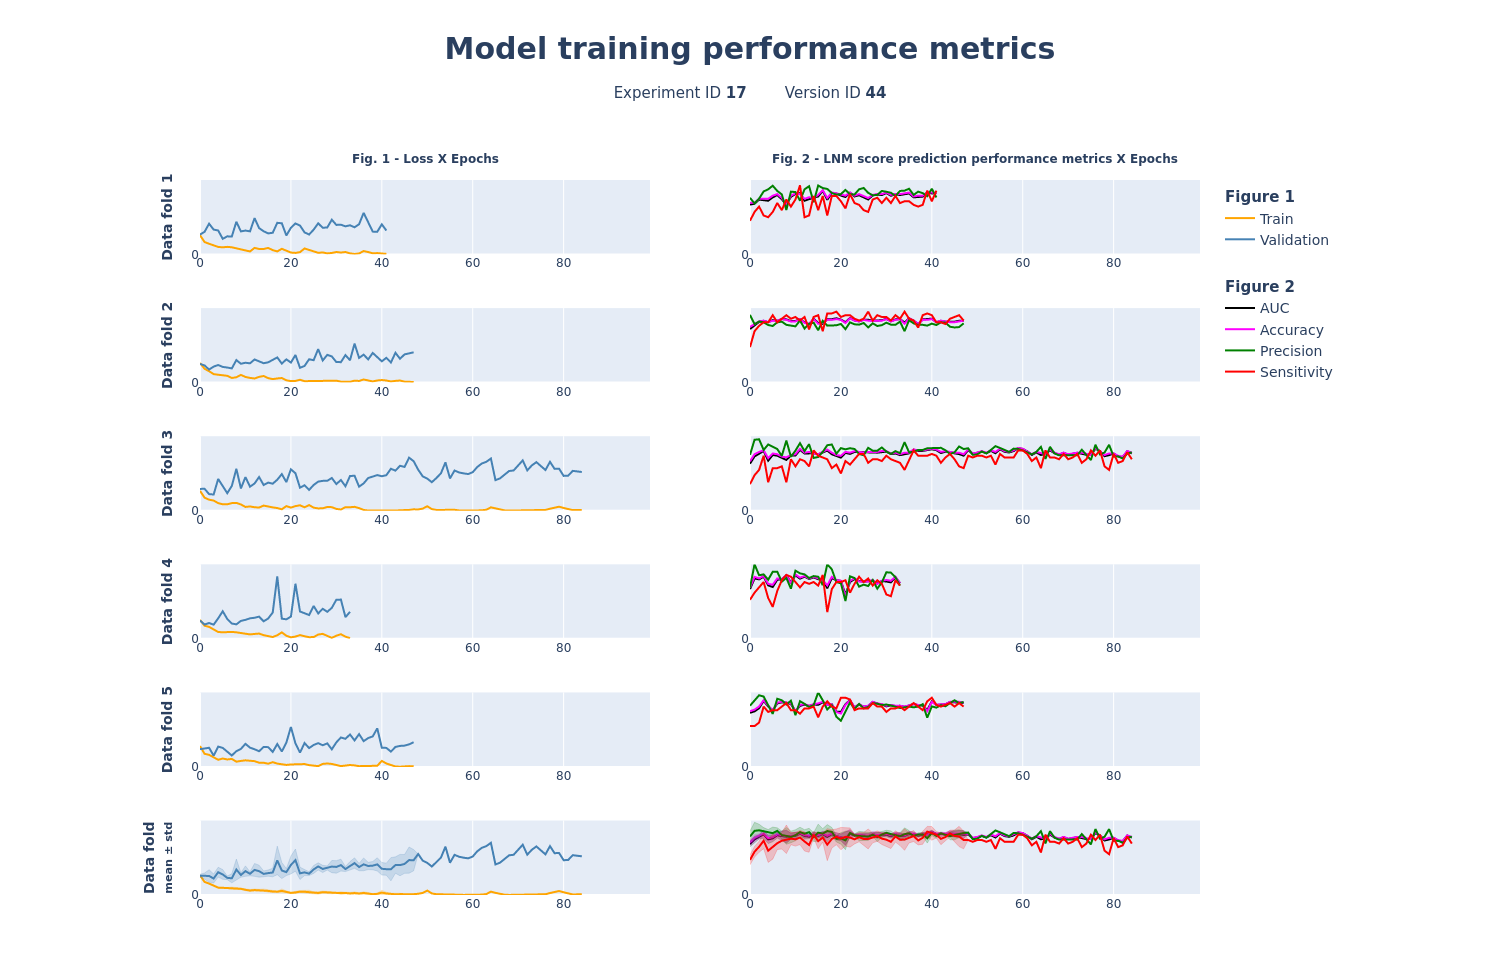 Model training performance metrics
Experiment ID 17 Version ID 44
Fig. 1 - Loss X Epochs
Fig. 2 - LNM score prediction performance metrics X Epochs
Data fold 1
0
0 20 40 60 80
0
0 20 40 60 80
Figure 1
Train
Validation
Figure 2
AUC
Accuracy
Precision
Sensitivity
Data fold 2
0
0 20 40 60 80
0
0 20 40 60 80
Data fold 3
0
0 20 40 60 80
0
0 20 40 60 80
Data fold 4
0
0 20 40 60 80
0
0 20 40 60 80
Data fold 5
0
0 20 40 60 80
0
0 20 40 60 80
Data fold
mean ± std
0
0 20 40 60 80
0
0 20 40 60 80